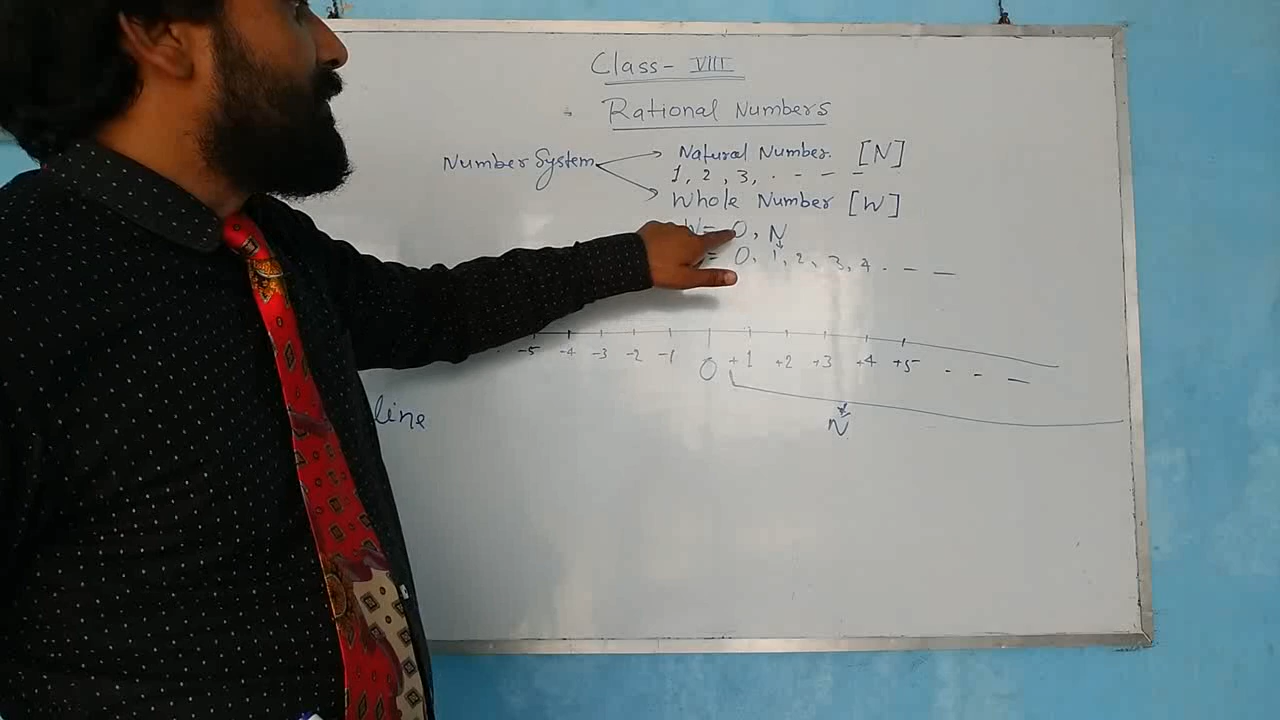 Class- VIII
Rational Numbers
Number System
Natural Number. [N]
1, 2, 3, . - - -
Whole Number [W]
= 0, N
= 0, 1, 2, 3, 4 . - -
-5 -4 -3 -2 -1 0 +1 +2 +3 +4 +5 - - -
line
N